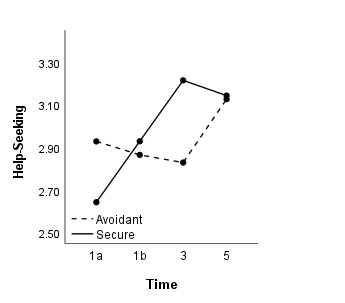 Help-Seeking
3.30
3.10
2.90
2.70
2.50
Avoidant
Secure
1a 1b 3 5
Time